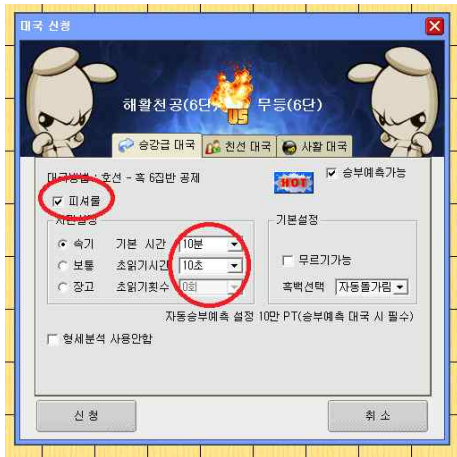 대국 신청
해활천공(6단) US 무등(6단)
승강급 대국 친선 대국 사활 대국
대국방법 : 호선 - 흑 6집반 공제
HOT 승부예측가능
피셔룰
시간설정 기본설정
속기 기본 시간 10분
보통 초읽기시간 10초 무르기가능
장고 초읽기횟수 0회 흑백선택 자동돌가림
자동승부예측 설정 10만 PT(승부예측 대국 시 필수)
형세분석 사용안함
신 청 취 소